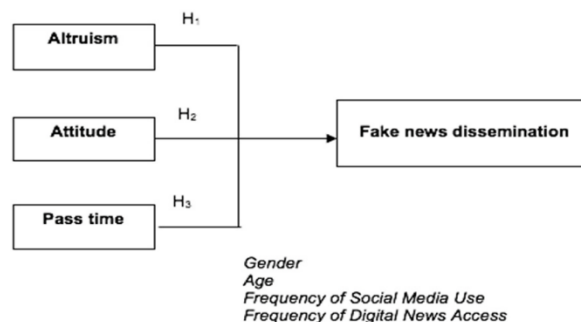 H₁
Altruism
H₂
Attitude
Fake news dissemination
H₃
Pass time
Gender
Age
Frequency of Social Media Use
Frequency of Digital News Access